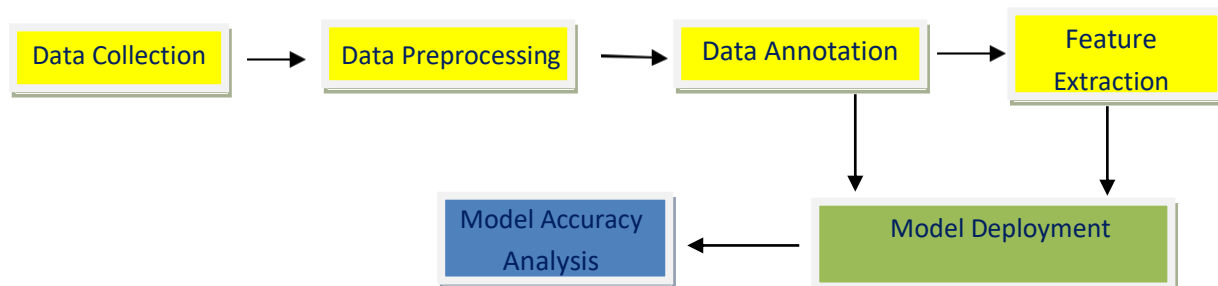 Data Collection
Data Preprocessing
Data Annotation
Feature
Extraction
Model Accuracy
Analysis
Model Deployment